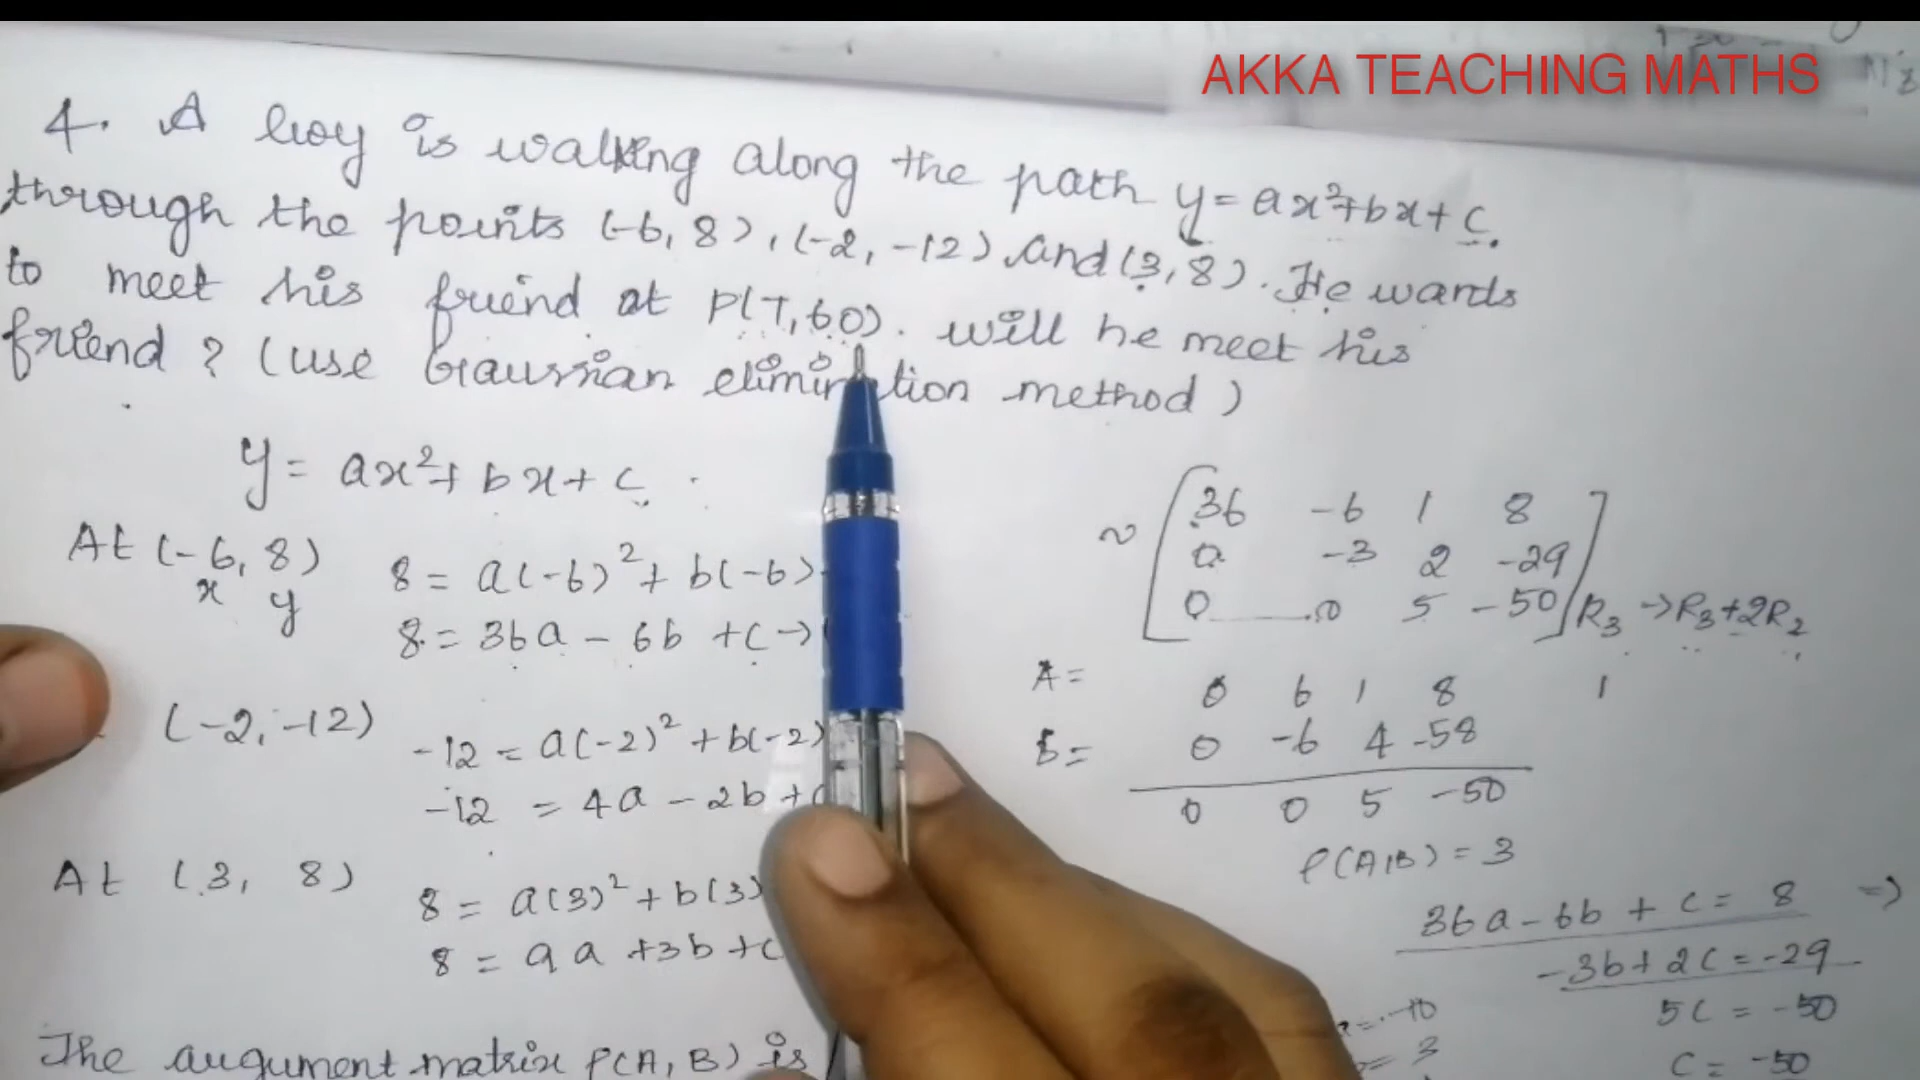 AKKA TEACHING MATHS
4. A boy is walking along the path y = ax²+bx+c.
through the points (-6, 8), (-2, -12) and (3, 8). He wards
to meet his friend at P(7,60). will he meet his
friend ? (use Gaussian elimination method)
y = ax²+ bx+c
At (-6, 8) 8 = a(-6)²+ b(-6)
x y 8 = 36a - 6b + c →
(-2, -12) -12 = a(-2)² + b(-2)
-12 = 4a - 2b +
At (3, 8) 8 = a(3)² + b(3)
8 = 9a +3b +c
The augument matrix ρ(A, B) is
~ 36 -6 1 8
0 -3 2 -29
0 0 5 -50 R₃ → R₃+2R₂
A = 0 6 1 8 1
B = 0 -6 4 -58
0 0 5 -50
ρ(A,B) = 3
36a - 6b + c = 8 ⇒
-3b + 2c = -29
5c = -50
c = -50
= -10
= 3